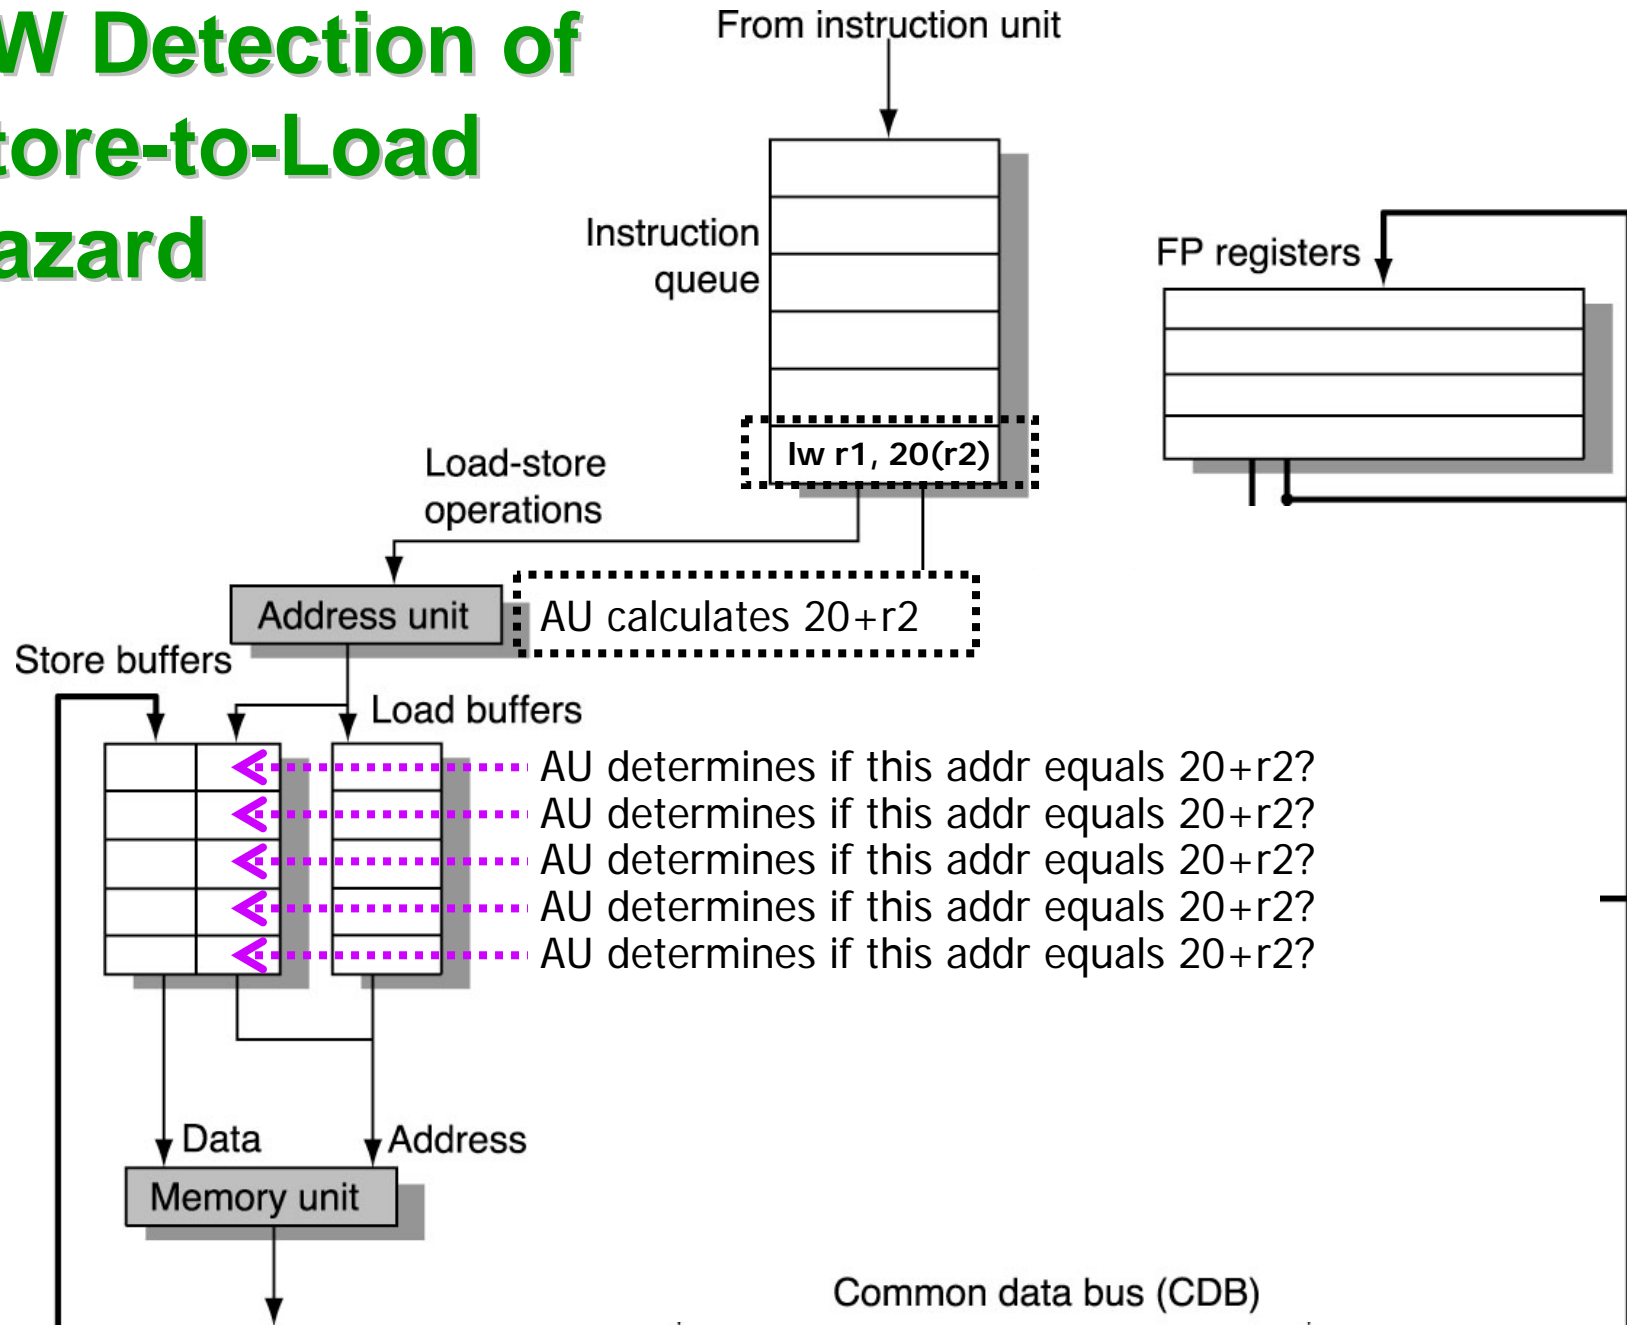 W Detection of
tore-to-Load
azard
From instruction unit
Instruction
queue
FP registers
lw r1, 20(r2)
Load-store
operations
Address unit
AU calculates 20+r2
Store buffers
Load buffers
AU determines if this addr equals 20+r2?
AU determines if this addr equals 20+r2?
AU determines if this addr equals 20+r2?
AU determines if this addr equals 20+r2?
AU determines if this addr equals 20+r2?
Data
Address
Memory unit
Common data bus (CDB)